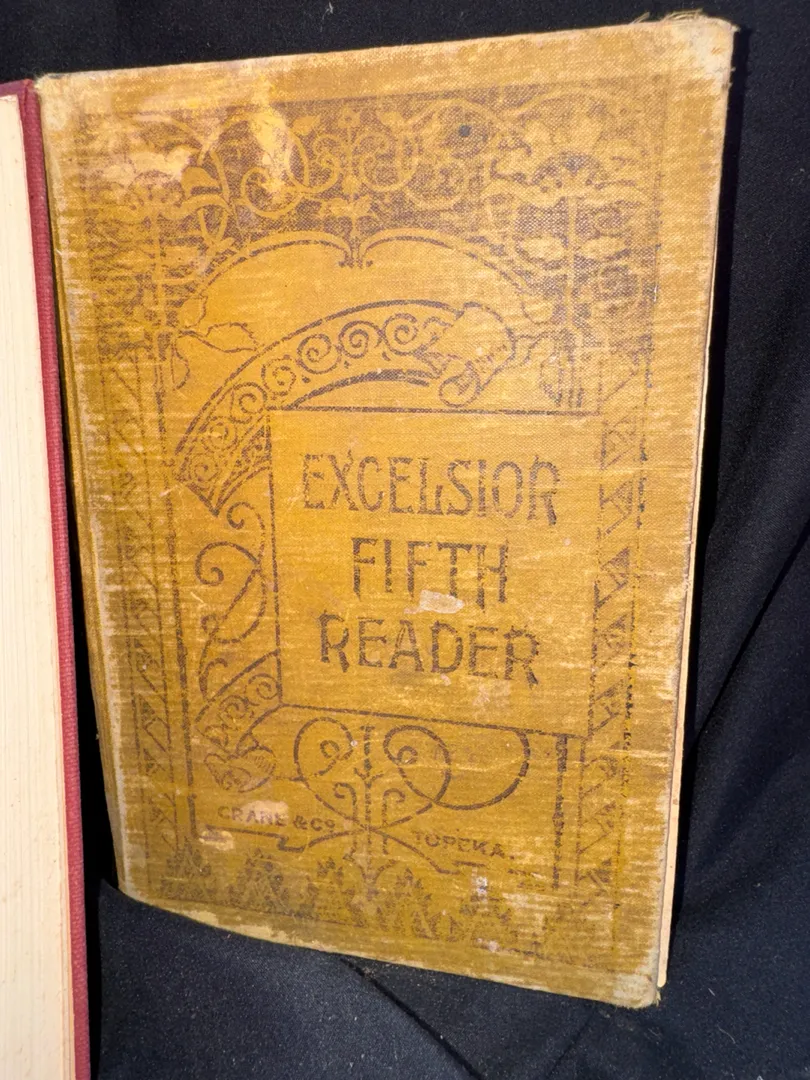 EXCELSIOR
FIFTH
READER
CRANE & CO. TOPEKA.